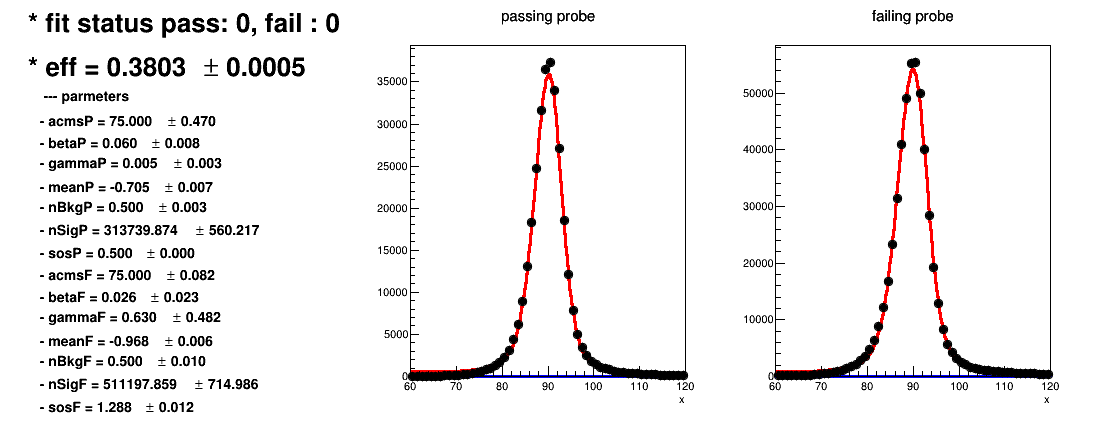 * fit status pass: 0, fail : 0
* eff = 0.3803 ± 0.0005
--- parmeters
- acmsP = 75.000 ± 0.470
- betaP = 0.060 ± 0.008
- gammaP = 0.005 ± 0.003
- meanP = -0.705 ± 0.007
- nBkgP = 0.500 ± 0.003
- nSigP = 313739.874 ± 560.217
- sosP = 0.500 ± 0.000
- acmsF = 75.000 ± 0.082
- betaF = 0.026 ± 0.023
- gammaF = 0.630 ± 0.482
- meanF = -0.968 ± 0.006
- nBkgF = 0.500 ± 0.010
- nSigF = 511197.859 ± 714.986
- sosF = 1.288 ± 0.012
passing probe
35000
30000
25000
20000
15000
10000
5000
0
60 70 80 90 100 110 120
x
failing probe
50000
40000
30000
20000
10000
0
60 70 80 90 100 110 120
x